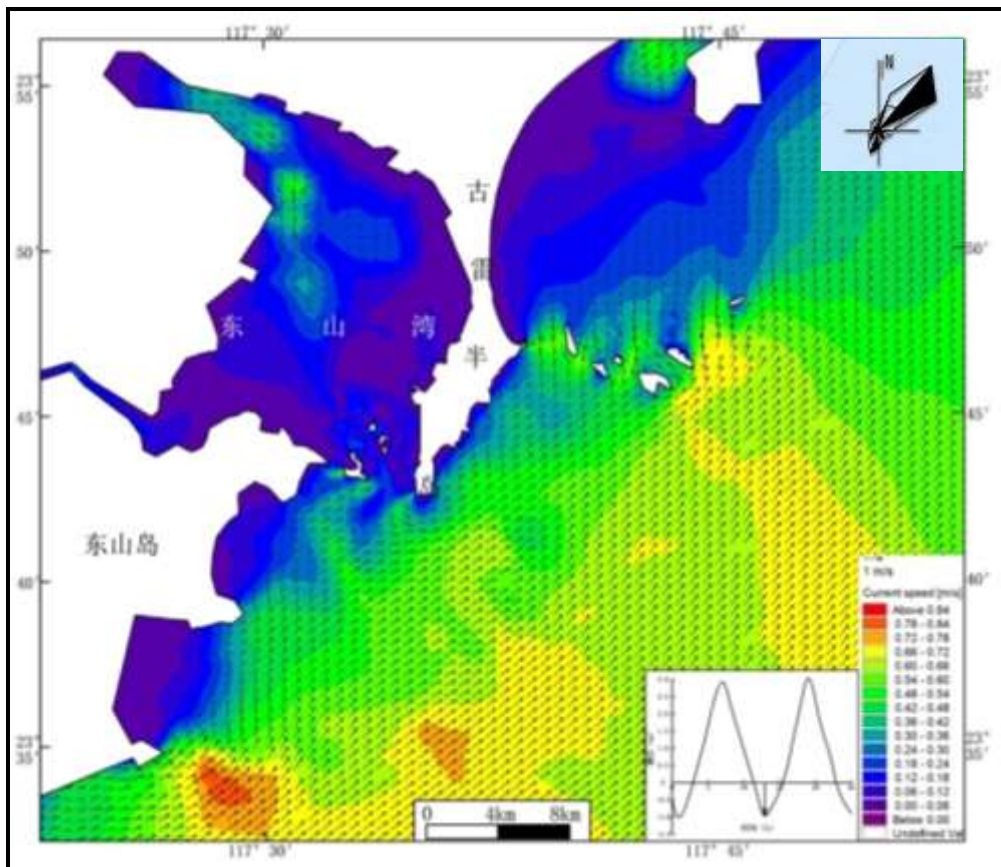 117° 30′
117° 45′
N
23°
55′
23°
55′
古
雷
半
岛
50′
50′
东 山 湾
45′
45′
东山岛
40′
40′
1 m/s
Current speed [m/s]
Above 0.84
0.78 - 0.84
0.72 - 0.78
0.66 - 0.72
0.60 - 0.66
0.54 - 0.60
0.48 - 0.54
0.42 - 0.48
0.36 - 0.42
0.30 - 0.36
0.24 - 0.30
0.18 - 0.24
0.12 - 0.18
0.06 - 0.12
0.00 - 0.06
Below 0.00
Undefined Va
23°
35′
23°
35′
0 4km 8km
117° 30′
117° 45′